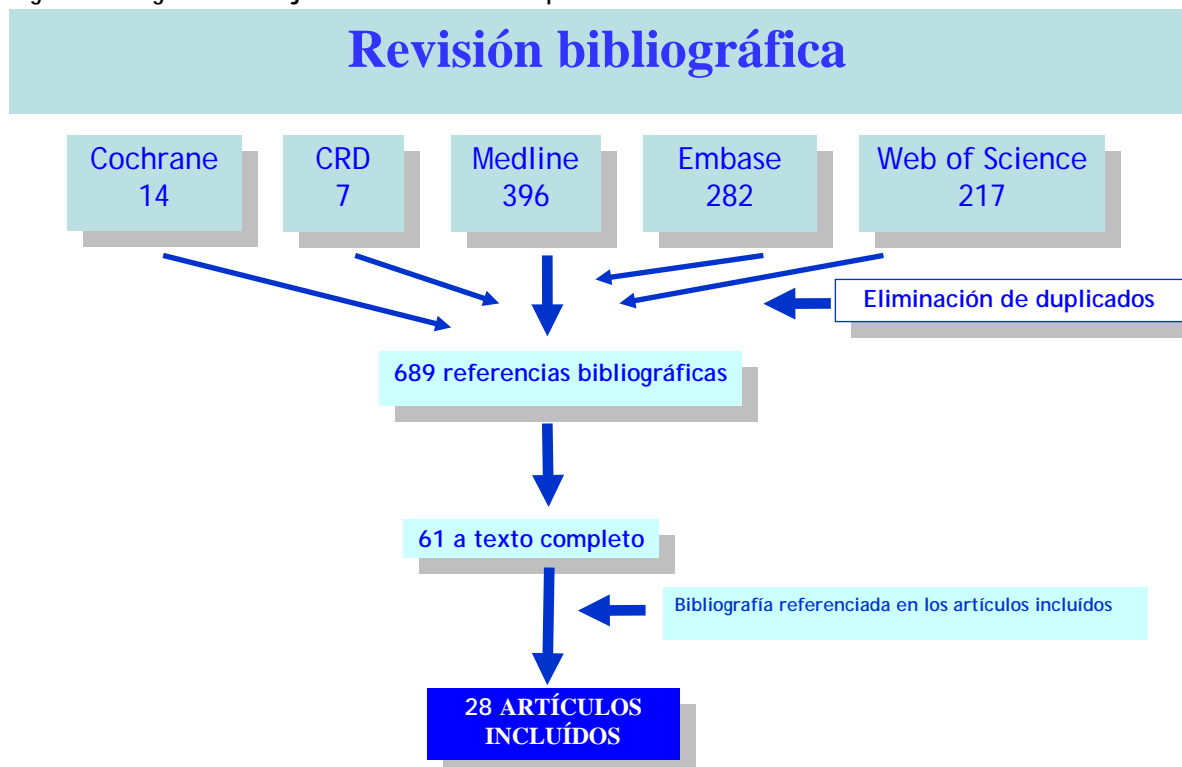 Revisión bibliográfica
Cochrane
14
CRD
7
Medline
396
Embase
282
Web of Science
217
Eliminación de duplicados
689 referencias bibliográficas
61 a texto completo
Bibliografía referenciada en los artículos incluídos
28 ARTÍCULOS
INCLUÍDOS